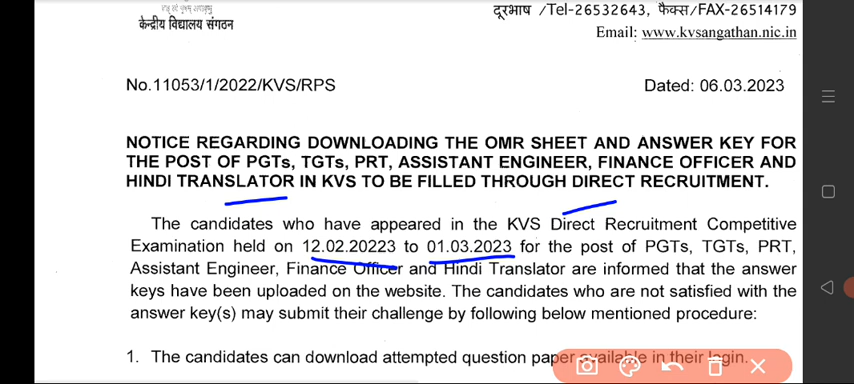 दूरभाष /Tel-26532643, फैक्स/FAX-26514179
केन्द्रीय विद्यालय संगठन
Email: www.kvsangathan.nic.in
No.11053/1/2022/KVS/RPS Dated: 06.03.2023
NOTICE REGARDING DOWNLOADING THE OMR SHEET AND ANSWER KEY FOR
THE POST OF PGTs, TGTs, PRT, ASSISTANT ENGINEER, FINANCE OFFICER AND
HINDI TRANSLATOR IN KVS TO BE FILLED THROUGH DIRECT RECRUITMENT.
The candidates who have appeared in the KVS Direct Recruitment Competitive
Examination held on 12.02.20223 to 01.03.2023 for the post of PGTs, TGTs, PRT,
Assistant Engineer, Finance Officer and Hindi Translator are informed that the answer
keys have been uploaded on the website. The candidates who are not satisfied with the
answer key(s) may submit their challenge by following below mentioned procedure:
1. The candidates can download attempted question paper available in their login.